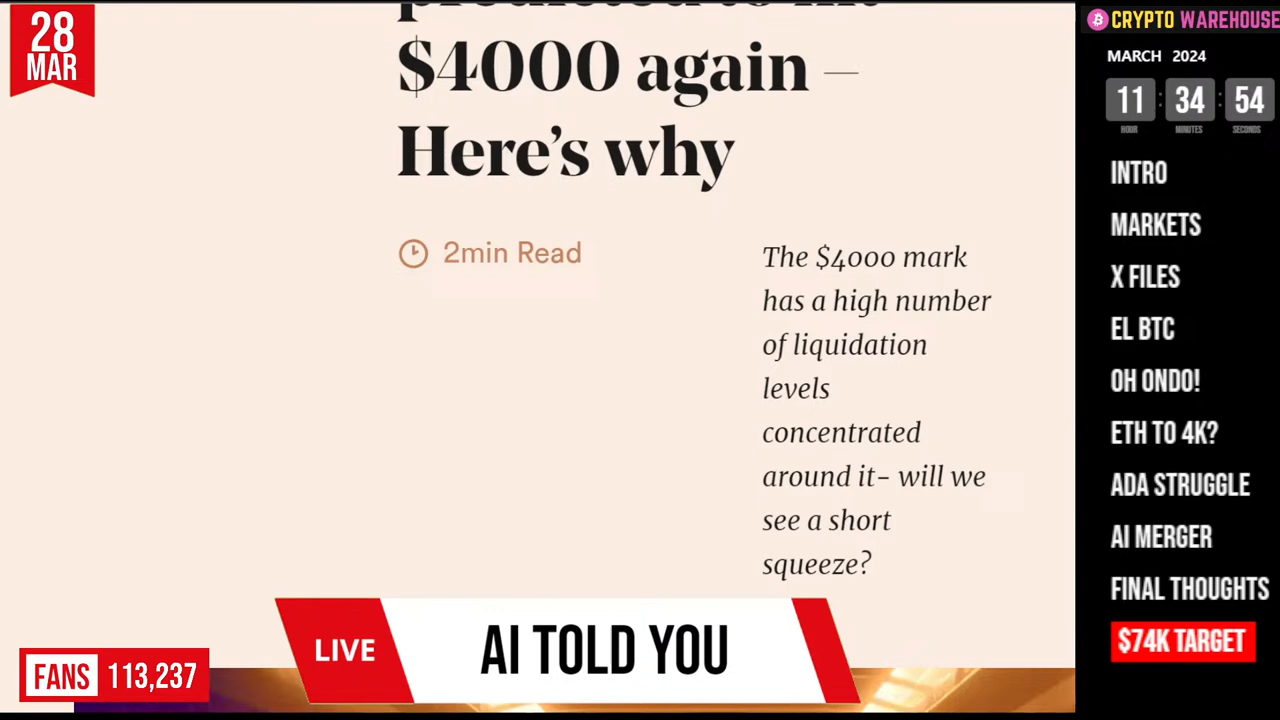 28
MAR
$4000 again –
Here's why
2min Read
The $4000 mark
has a high number
of liquidation
levels
concentrated
around it- will we
see a short
squeeze?
LIVE
AI TOLD YOU
FANS 113,237
CRYPTO WAREHOUSE
MARCH 2024
11 : 34 : 54
HOUR MINUTES SECONDS
INTRO
MARKETS
X FILES
EL BTC
OH ONDO!
ETH TO 4K?
ADA STRUGGLE
AI MERGER
FINAL THOUGHTS
$74K TARGET